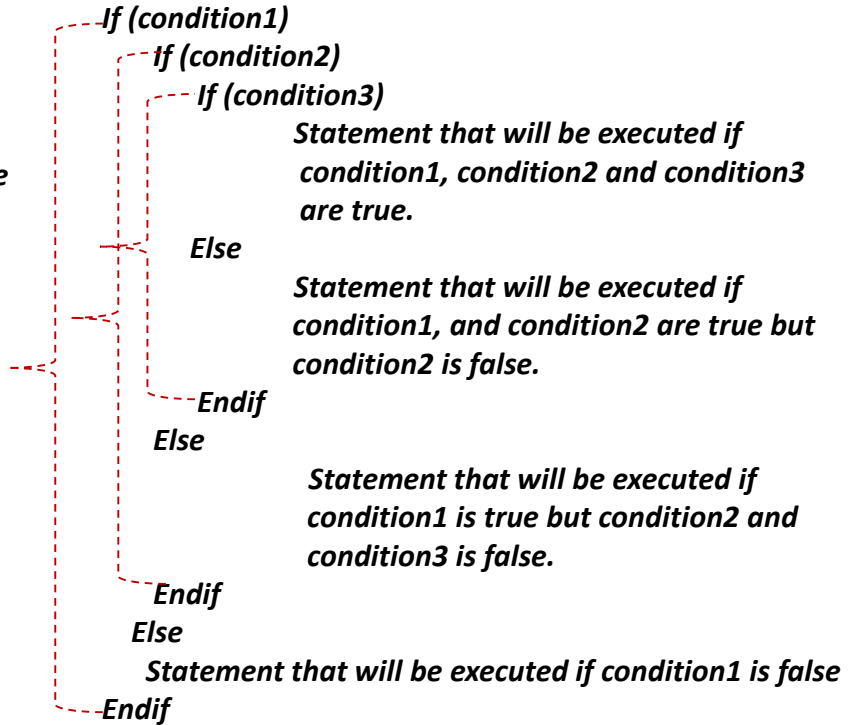 If (condition1)
If (condition2)
If (condition3)
Statement that will be executed if
condition1, condition2 and condition3
are true.
Else
Statement that will be executed if
condition1, and condition2 are true but
condition2 is false.
Endif
Else
Statement that will be executed if
condition1 is true but condition2 and
condition3 is false.
Endif
Else
Statement that will be executed if condition1 is false
Endif